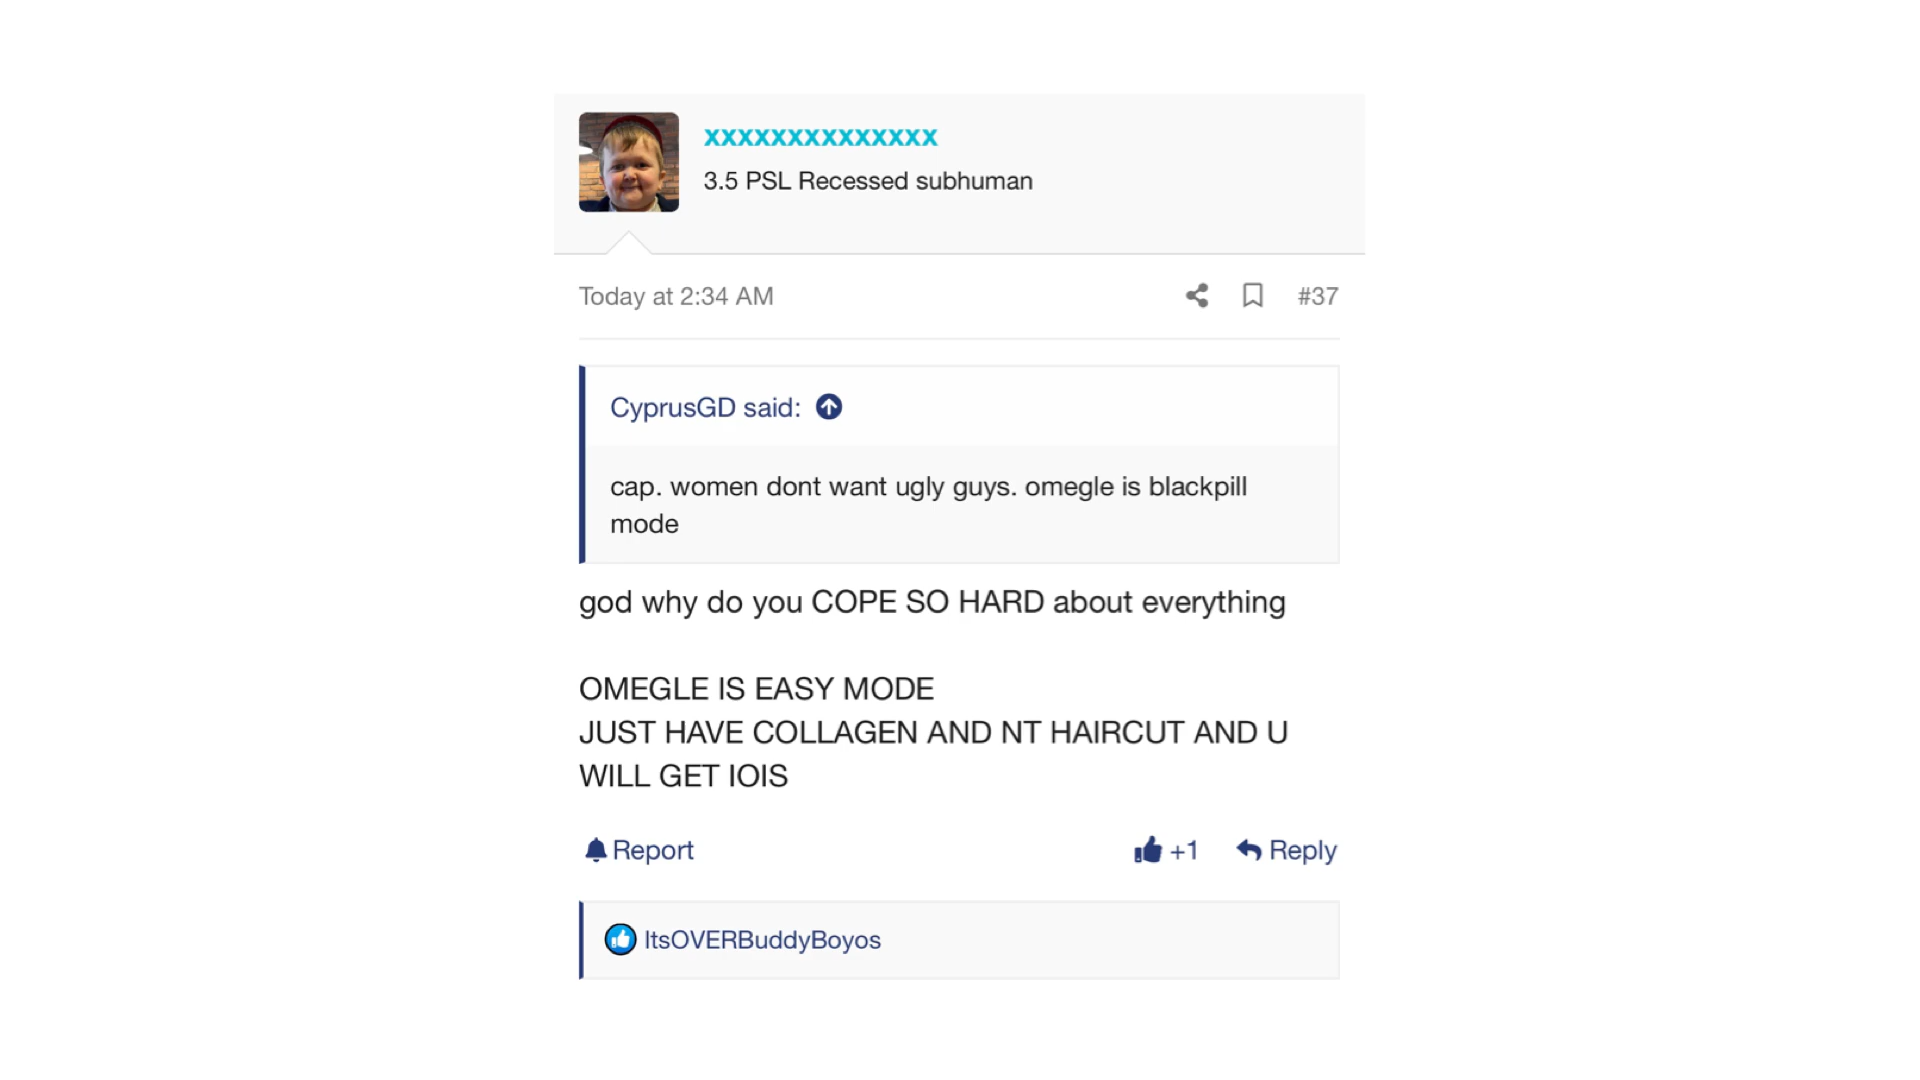 xxxxxxxxxxxxxx
3.5 PSL Recessed subhuman
Today at 2:34 AM
#37
CyprusGD said:
cap. women dont want ugly guys. omegle is blackpill
mode
god why do you COPE SO HARD about everything
OMEGLE IS EASY MODE
JUST HAVE COLLAGEN AND NT HAIRCUT AND U
WILL GET IOIS
Report
+1
Reply
ItsOVERBuddyBoyos